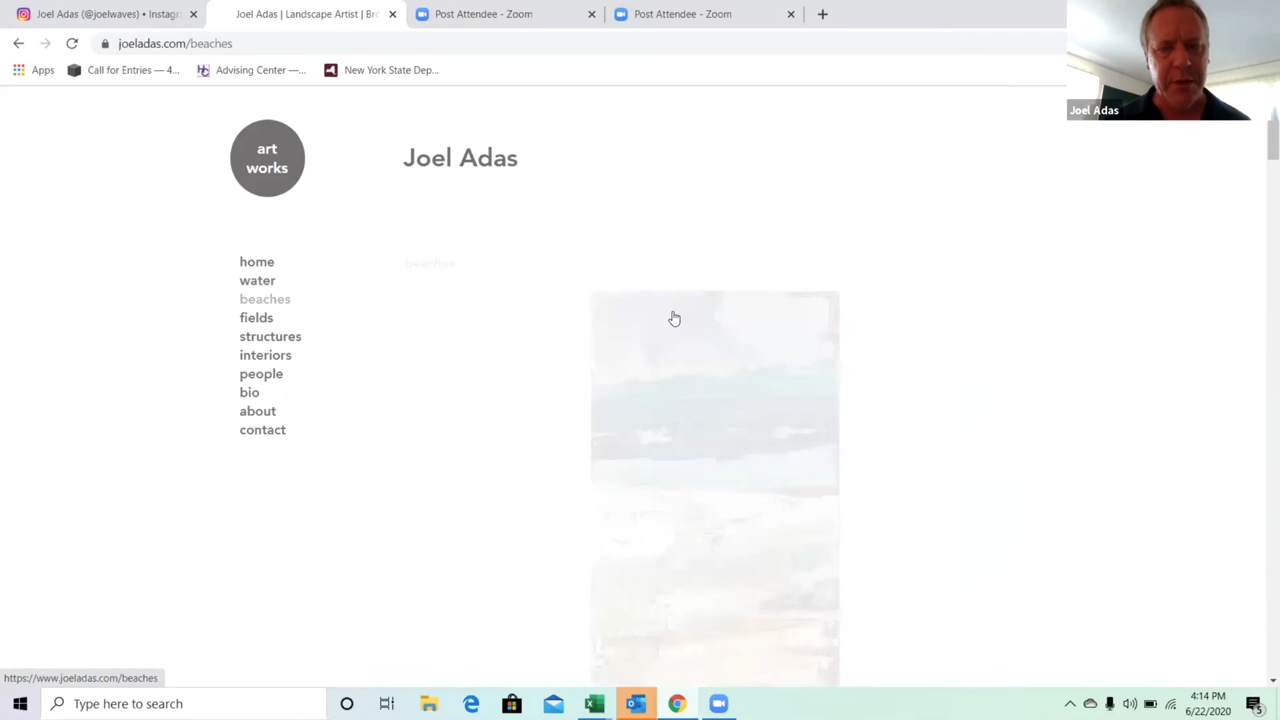 Joel Adas (@joelwaves) • Instagr
Joel Adas | Landscape Artist | Bro
Post Attendee - Zoom
Post Attendee - Zoom
joeladas.com/beaches
Apps
Call for Entries — 4...
Advising Center —...
New York State Dep...
Joel Adas
art
works
Joel Adas
beaches
home
water
beaches
fields
structures
interiors
people
bio
about
contact
https://www.joeladas.com/beaches
Type here to search
4:14 PM
6/22/2020
5